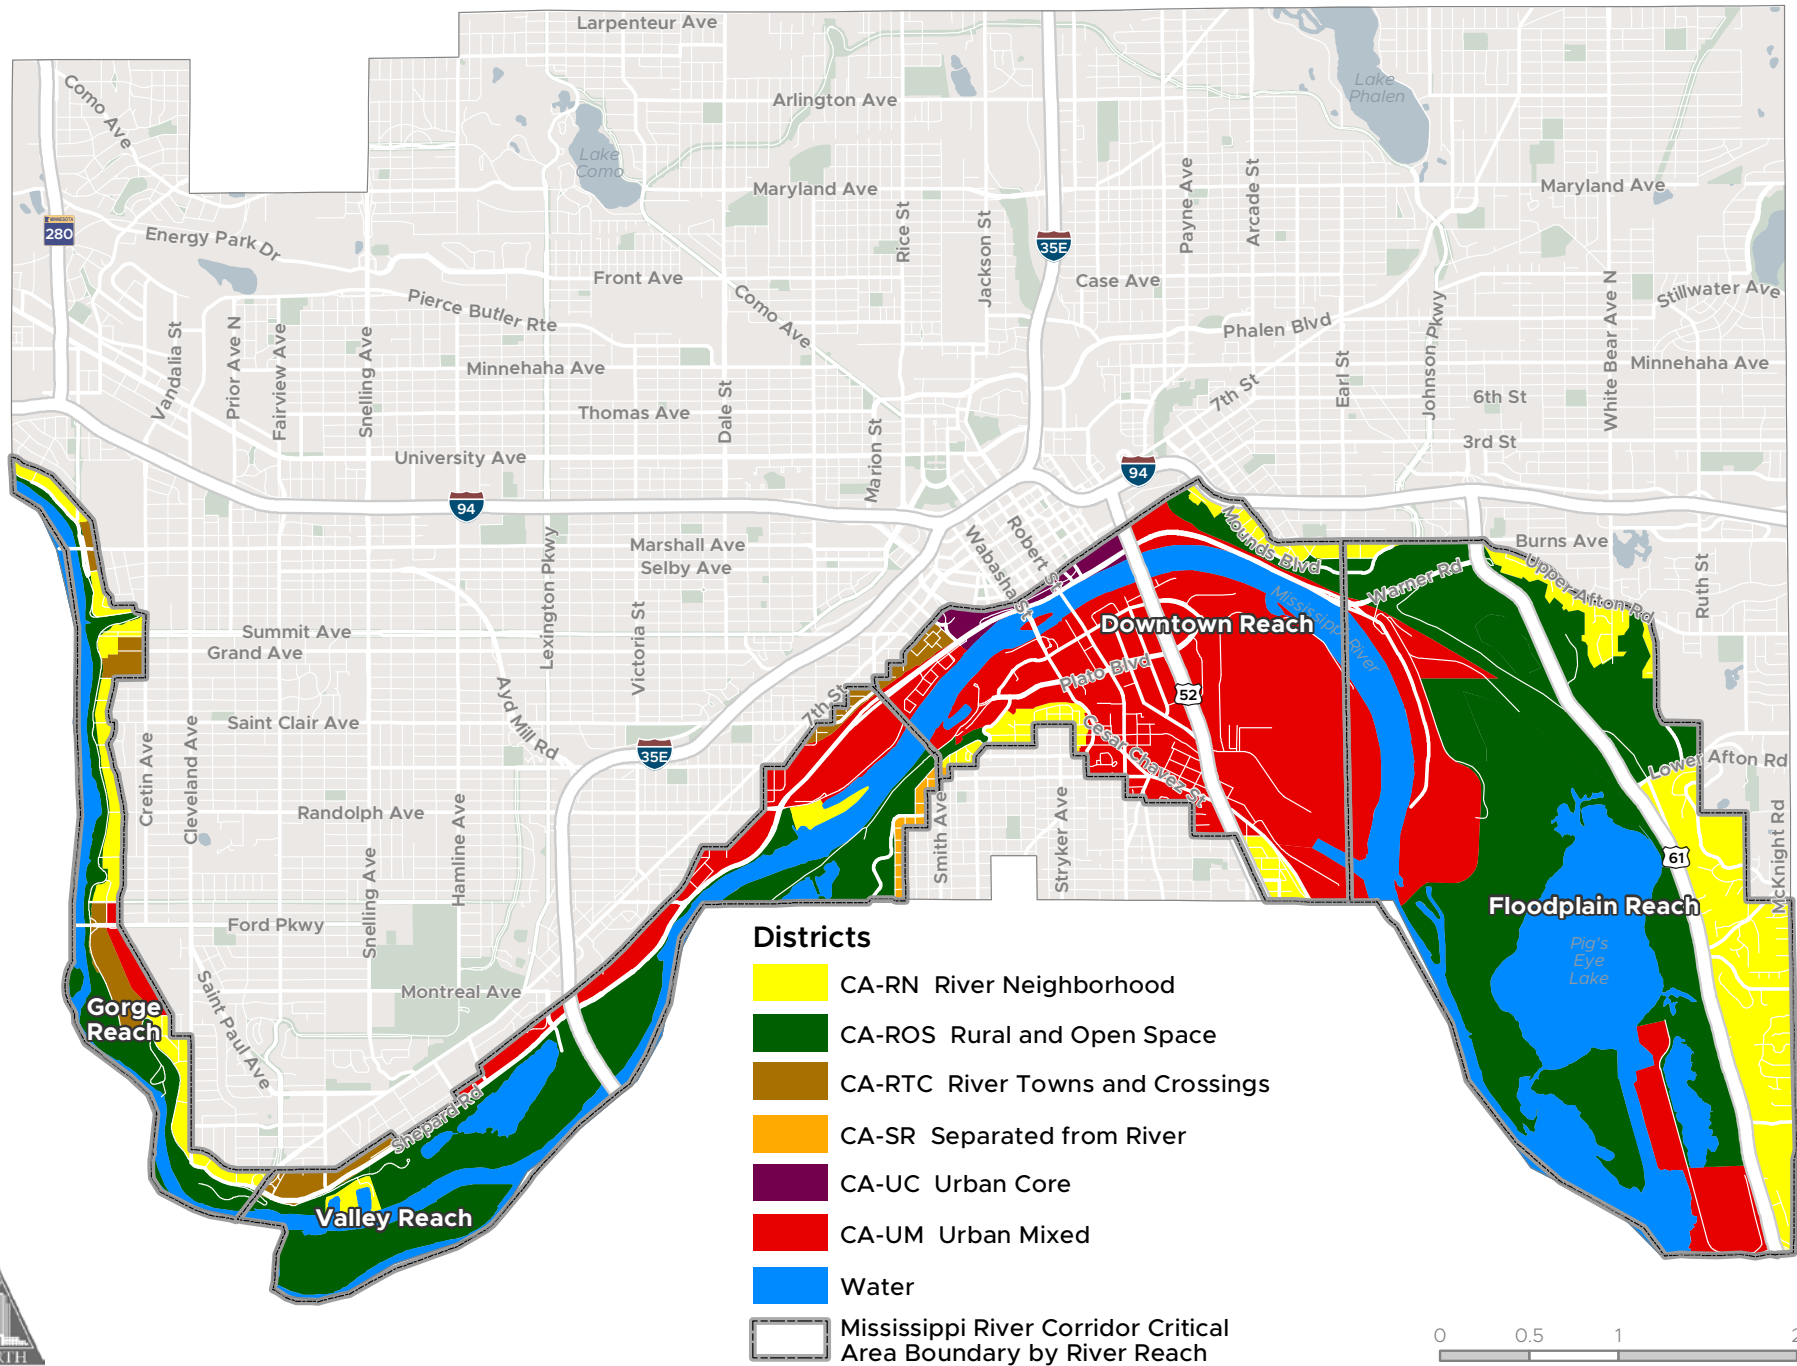 Larpenteur Ave
Como Ave
Arlington Ave
Lake
Phalen
Lake
Como
Maryland Ave
Maryland Ave
Payne Ave
Arcade St
Rice St
Jackson St
MINNESOTA
280
Energy Park Dr
35E
Front Ave
Case Ave
Stillwater Ave
Pierce Butler Rte
Como Ave
Phalen Blvd
Johnson Pkwy
White Bear Ave N
Vandalia St
Prior Ave N
Fairview Ave
Snelling Ave
Minnehaha Ave
Minnehaha Ave
Earl St
7th St
6th St
Dale St
Thomas Ave
Marion St
3rd St
University Ave
94
94
Robert St
Wabasha St
Mounds Blvd
Burns Ave
Marshall Ave
Selby Ave
Lexington Pkwy
Warner Rd
Upper Afton Rd
Ruth St
Mississippi River
Victoria St
Summit Ave
Grand Ave
Downtown Reach
Plato Blvd
52
Ayd Mill Rd
7th St
Saint Clair Ave
Cretin Ave
Cleveland Ave
35E
Cesar Chavez St
Lower Afton Rd
Randolph Ave
Hamline Ave
Smith Ave
Stryker Ave
McKnight Rd
61
Snelling Ave
Ford Pkwy
Floodplain Reach
Pig's
Eye
Lake
Saint Paul Ave
Montreal Ave
Gorge
Reach
Shepard Rd
Valley Reach
Districts
CA-RN River Neighborhood
CA-ROS Rural and Open Space
CA-RTC River Towns and Crossings
CA-SR Separated from River
CA-UC Urban Core
CA-UM Urban Mixed
Water
Mississippi River Corridor Critical
Area Boundary by River Reach
0 0.5 1 2
RTH